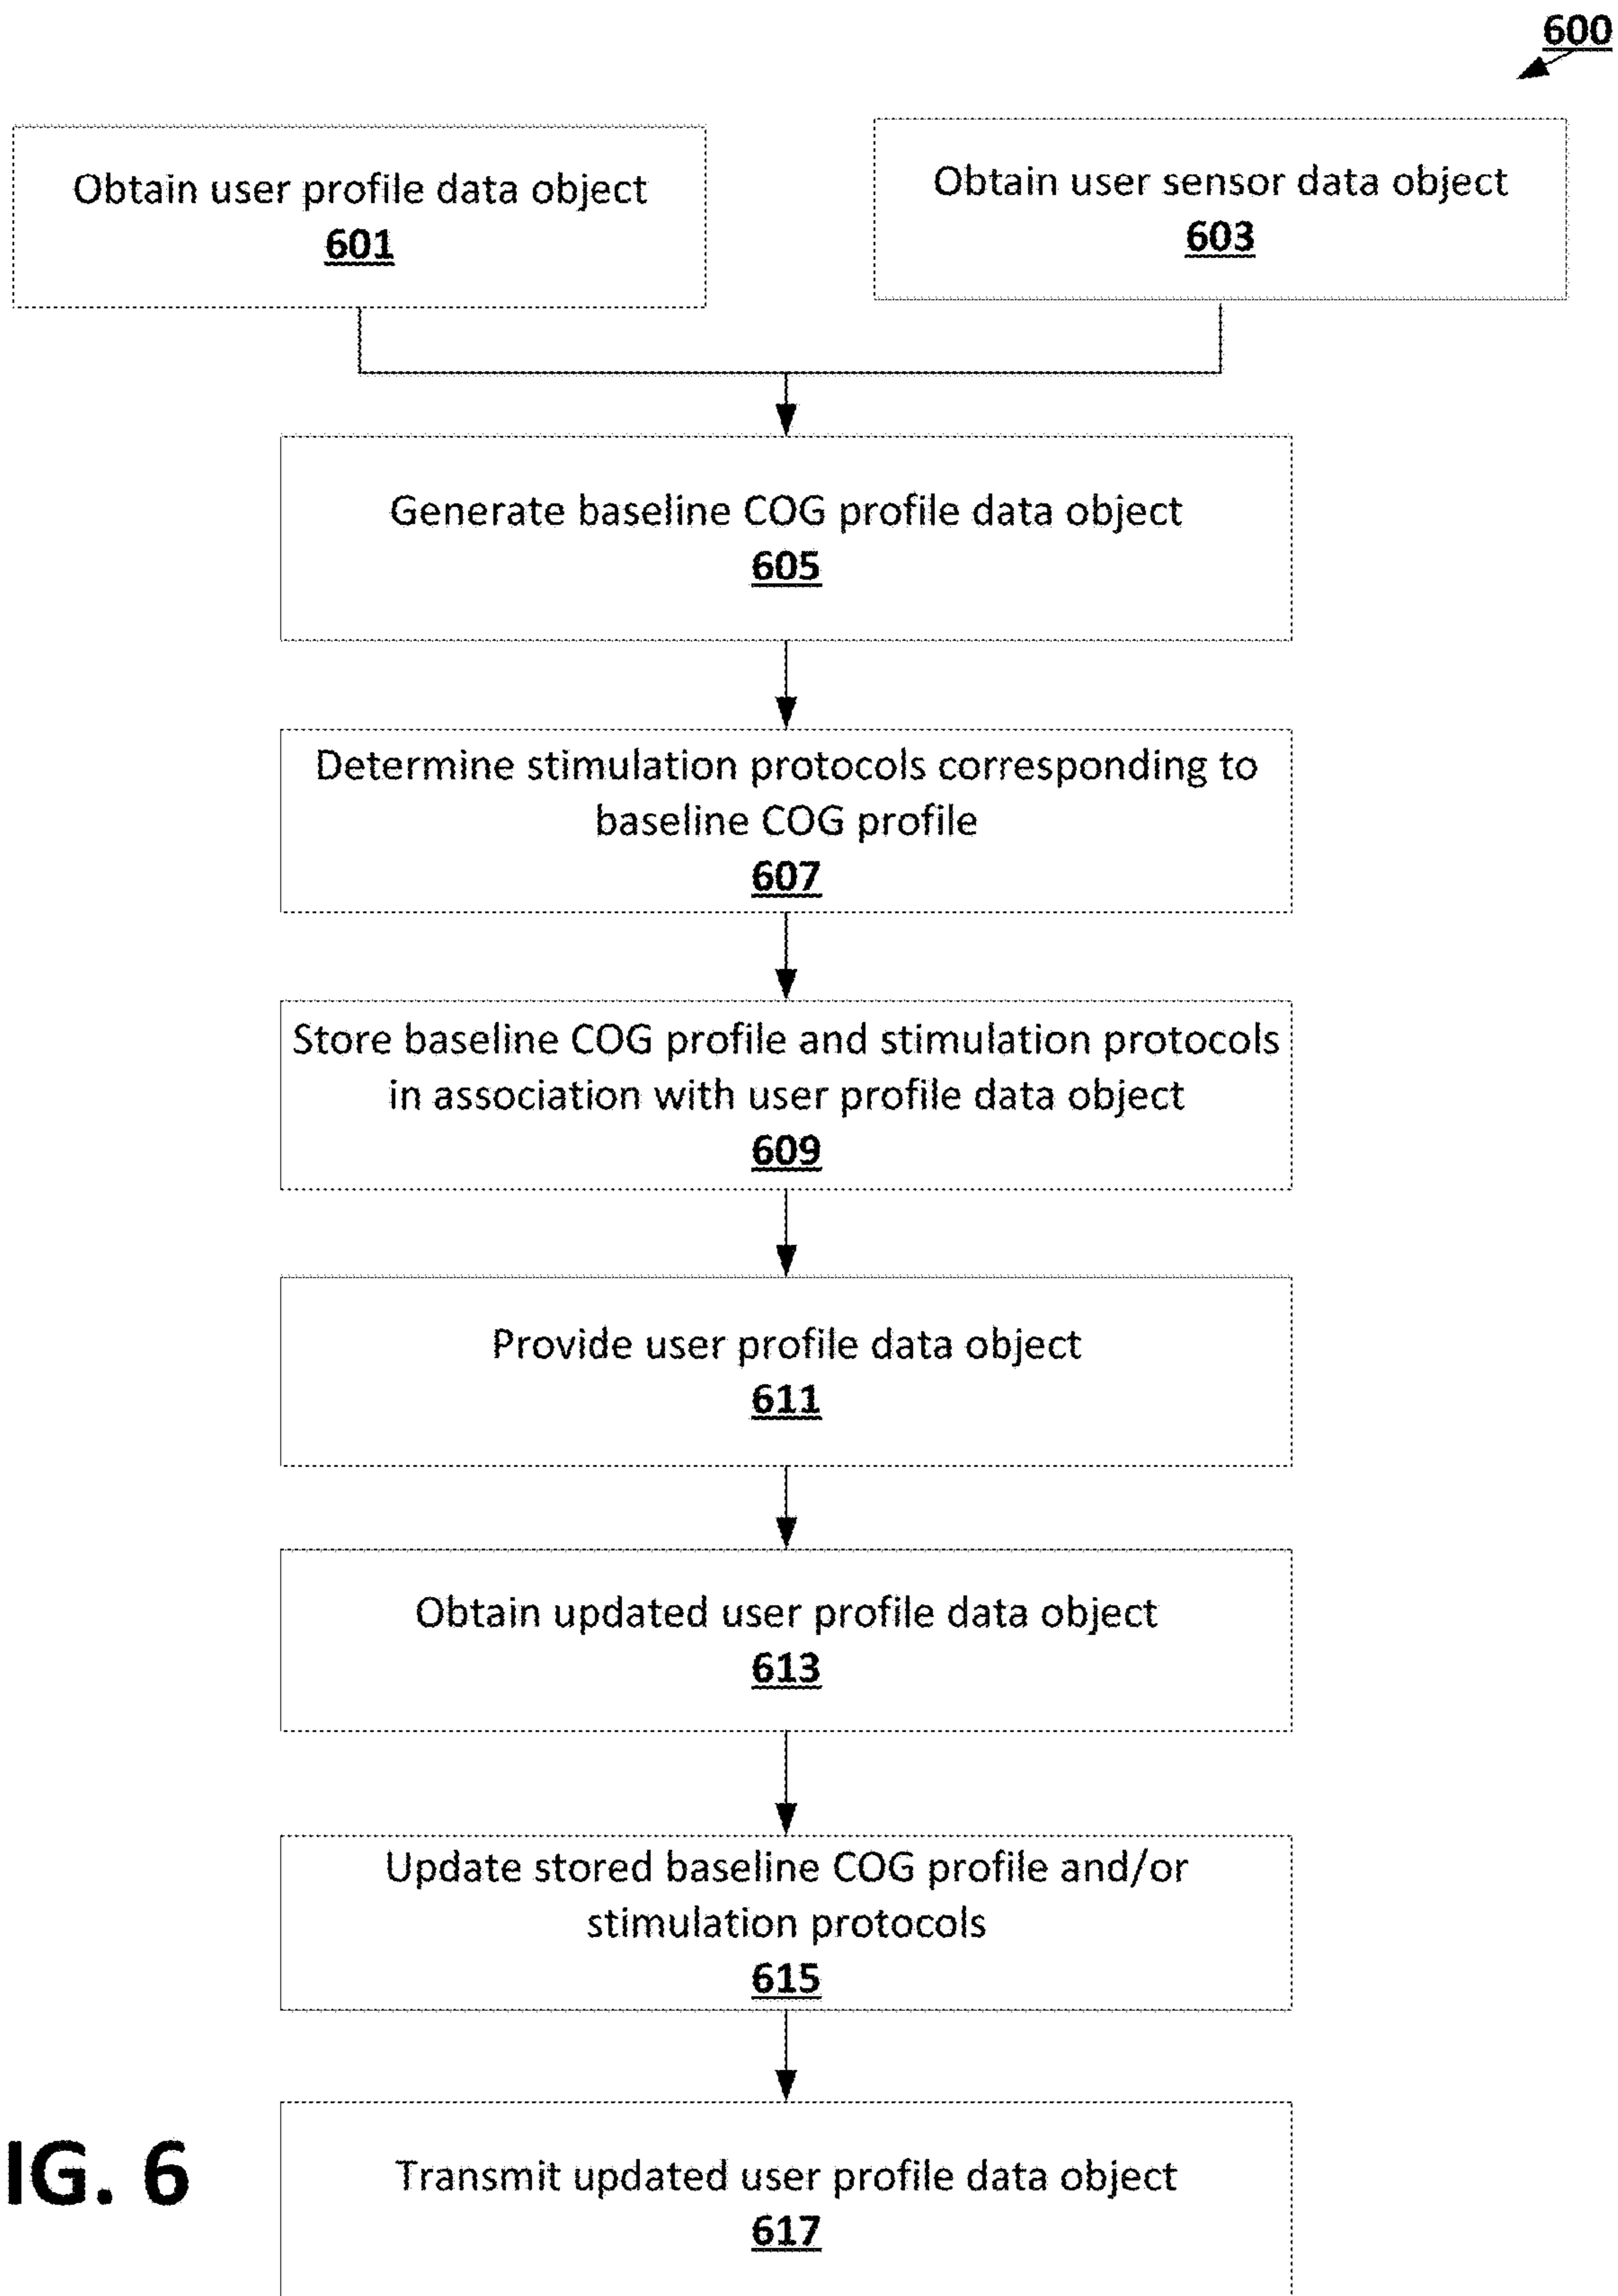 600
Obtain user profile data object
601
Obtain user sensor data object
603
Generate baseline COG profile data object
605
Determine stimulation protocols corresponding to
baseline COG profile
607
Store baseline COG profile and stimulation protocols
in association with user profile data object
609
Provide user profile data object
611
Obtain updated user profile data object
613
Update stored baseline COG profile and/or
stimulation protocols
615
Transmit updated user profile data object
617
IG. 6